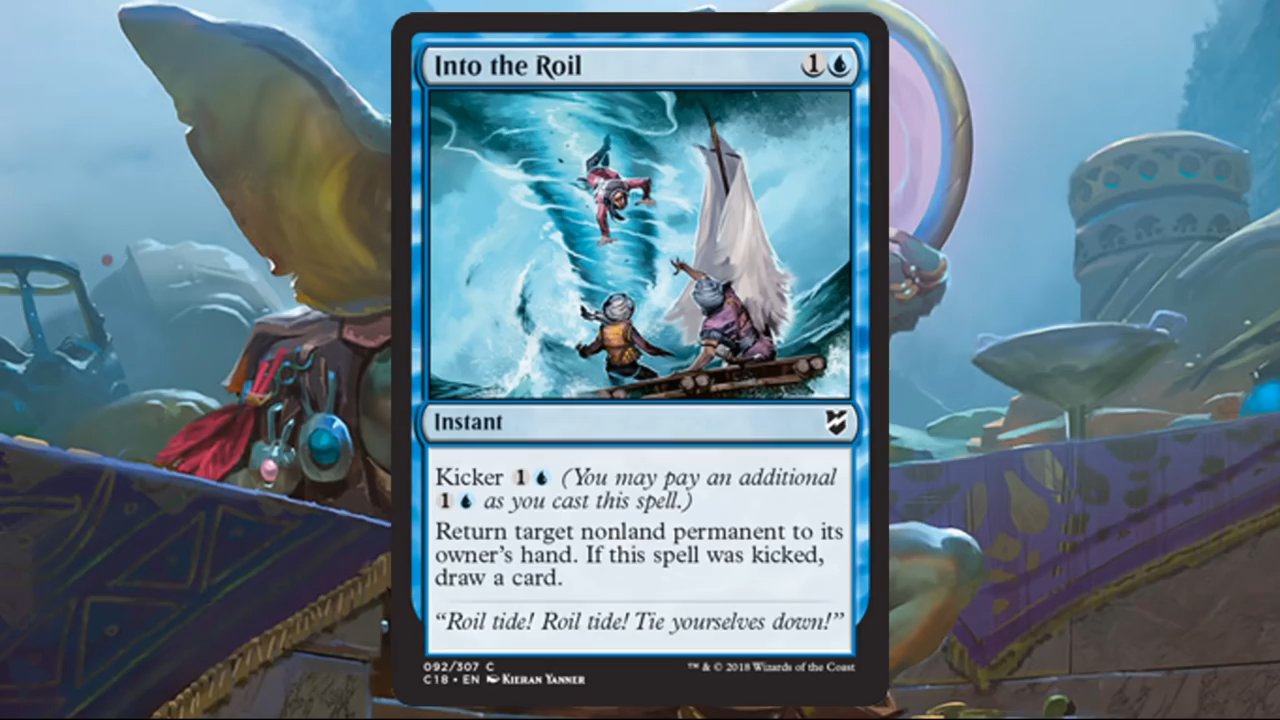 Into the Roil 1
Instant
Kicker 1 (You may pay an additional
1 as you cast this spell.)
Return target nonland permanent to its
owner's hand. If this spell was kicked,
draw a card.
"Roil tide! Roil tide! Tie yourselves down!"
092/307 C
™ & © 2018 Wizards of the Coast
C18 • EN Kieran Yanner